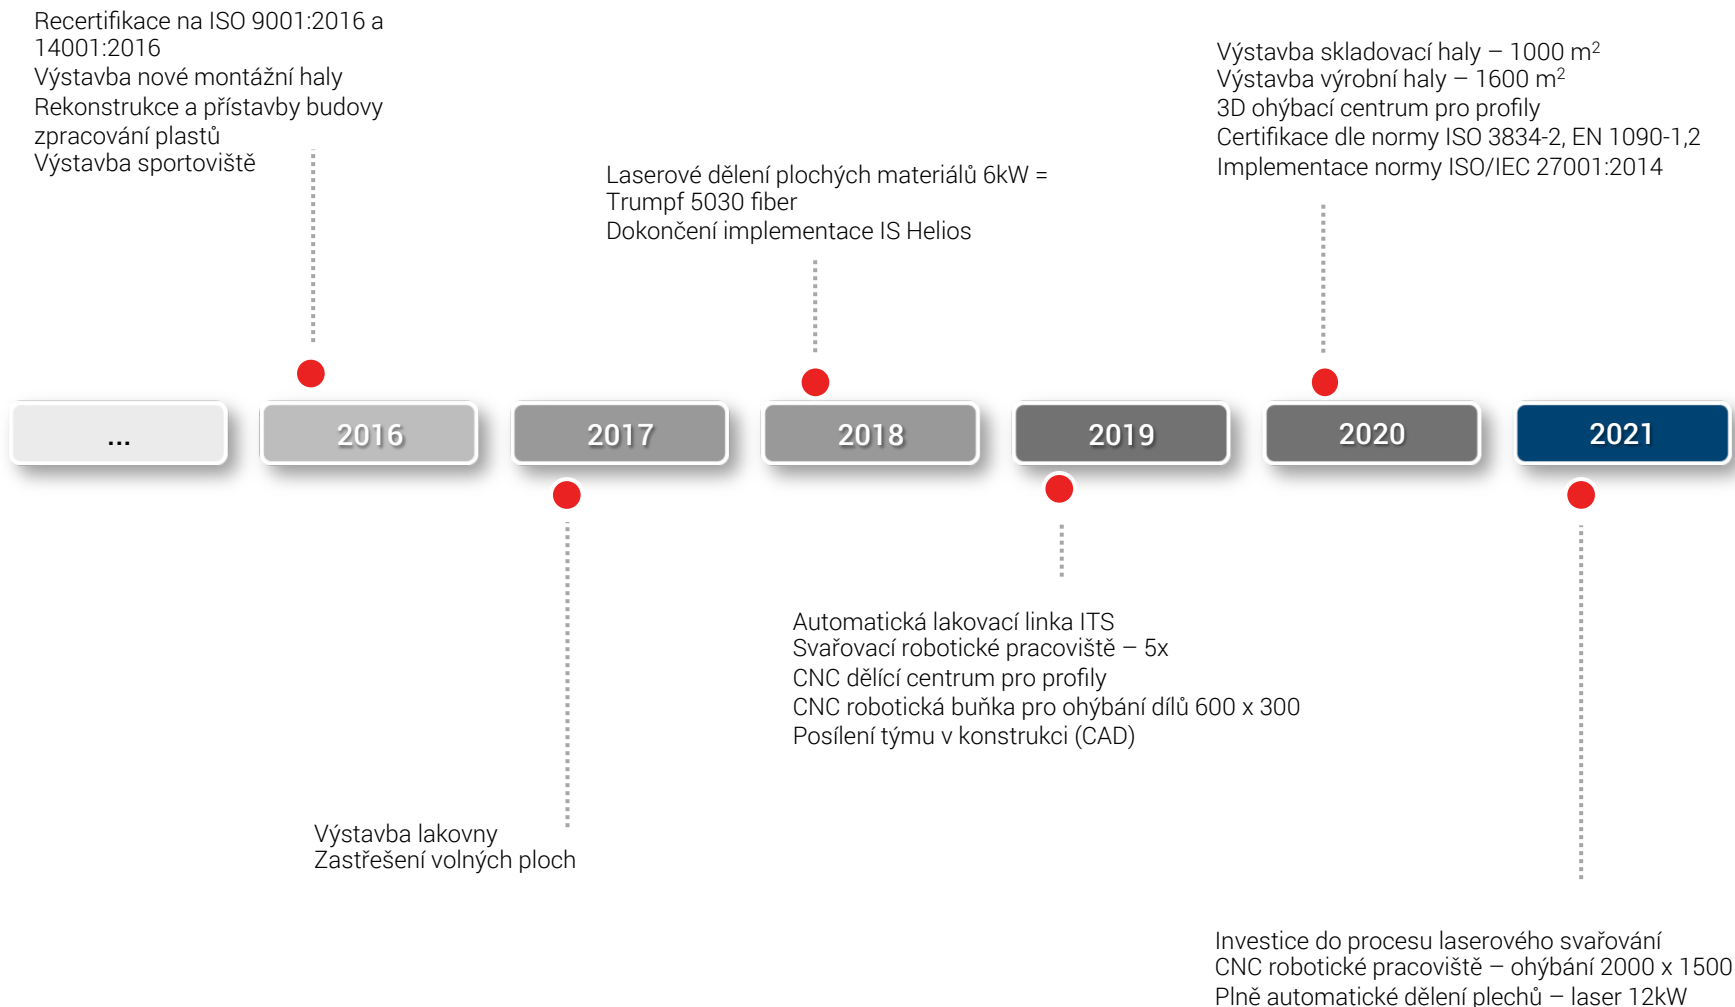 Recertifikace na ISO 9001:2016 a
14001:2016
Výstavba nové montážní haly
Rekonstrukce a přístavby budovy
zpracování plastů
Výstavba sportoviště
Laserové dělení plochých materiálů 6kW =
Trumpf 5030 fiber
Dokončení implementace IS Helios
Výstavba skladovací haly – 1000 m²
Výstavba výrobní haly – 1600 m²
3D ohýbací centrum pro profily
Certifikace dle normy ISO 3834-2, EN 1090-1,2
Implementace normy ISO/IEC 27001:2014
... 2016 2017 2018 2019 2020 2021
Automatická lakovací linka ITS
Svařovací robotické pracoviště – 5x
CNC dělící centrum pro profily
CNC robotická buňka pro ohýbání dílů 600 x 300
Posílení týmu v konstrukci (CAD)
Výstavba lakovny
Zastřešení volných ploch
Investice do procesu laserového svařování
CNC robotické pracoviště – ohýbání 2000 x 1500
Plně automatické dělení plechů – laser 12kW